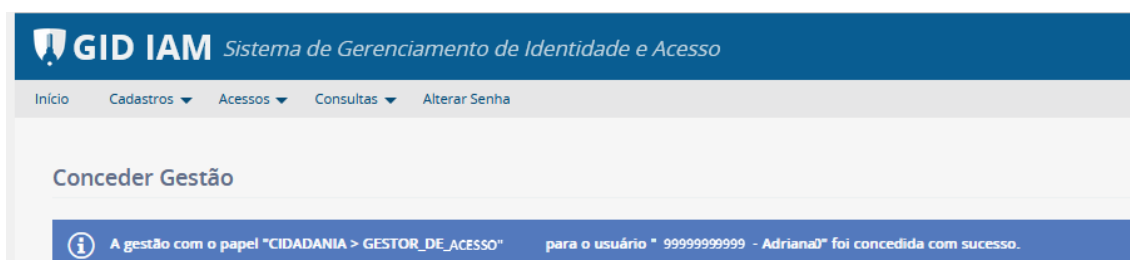 GID IAM Sistema de Gerenciamento de Identidade e Acesso
Início Cadastros Acessos Consultas Alterar Senha
Conceder Gestão
A gestão com o papel "CIDADANIA > GESTOR_DE_ACESSO" para o usuário " 99999999999 - Adriana0" foi concedida com sucesso.